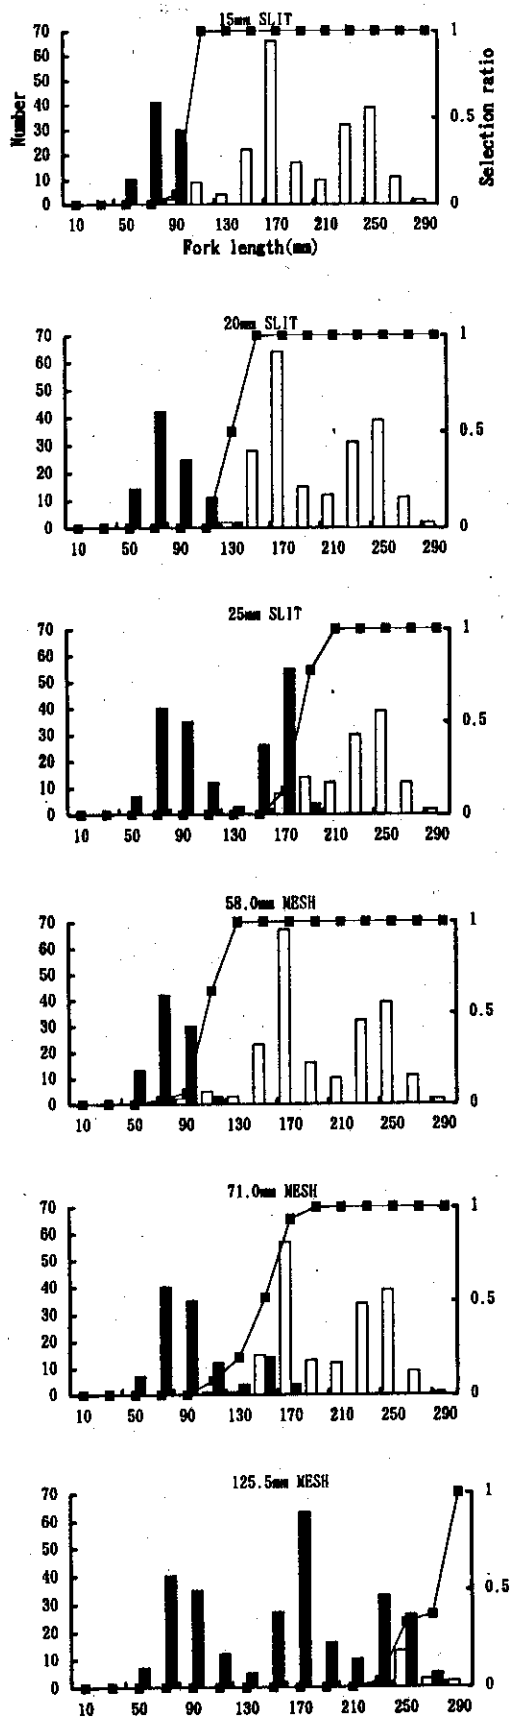 15mm SLIT
70 60 50 40 30 20 10 0
Number
1 0.5 0
Selection ratio
10 50 90 130 170 210 250 290
Fork length(mm)
20mm SLIT
70 60 50 40 30 20 10 0
1 0.5 0
10 50 90 130 170 210 250 290
25mm SLIT
70 60 50 40 30 20 10 0
1 0.5 0
10 50 90 130 170 210 250 290
58.0mm MESH
70 60 50 40 30 20 10 0
1 0.5 0
10 50 90 130 170 210 250 290
71.0mm MESH
70 60 50 40 30 20 10 0
1 0.5 0
10 50 90 130 170 210 250 290
125.5mm MESH
70 60 50 40 30 20 10 0
1 0.5 0
10 50 90 130 170 210 250 290